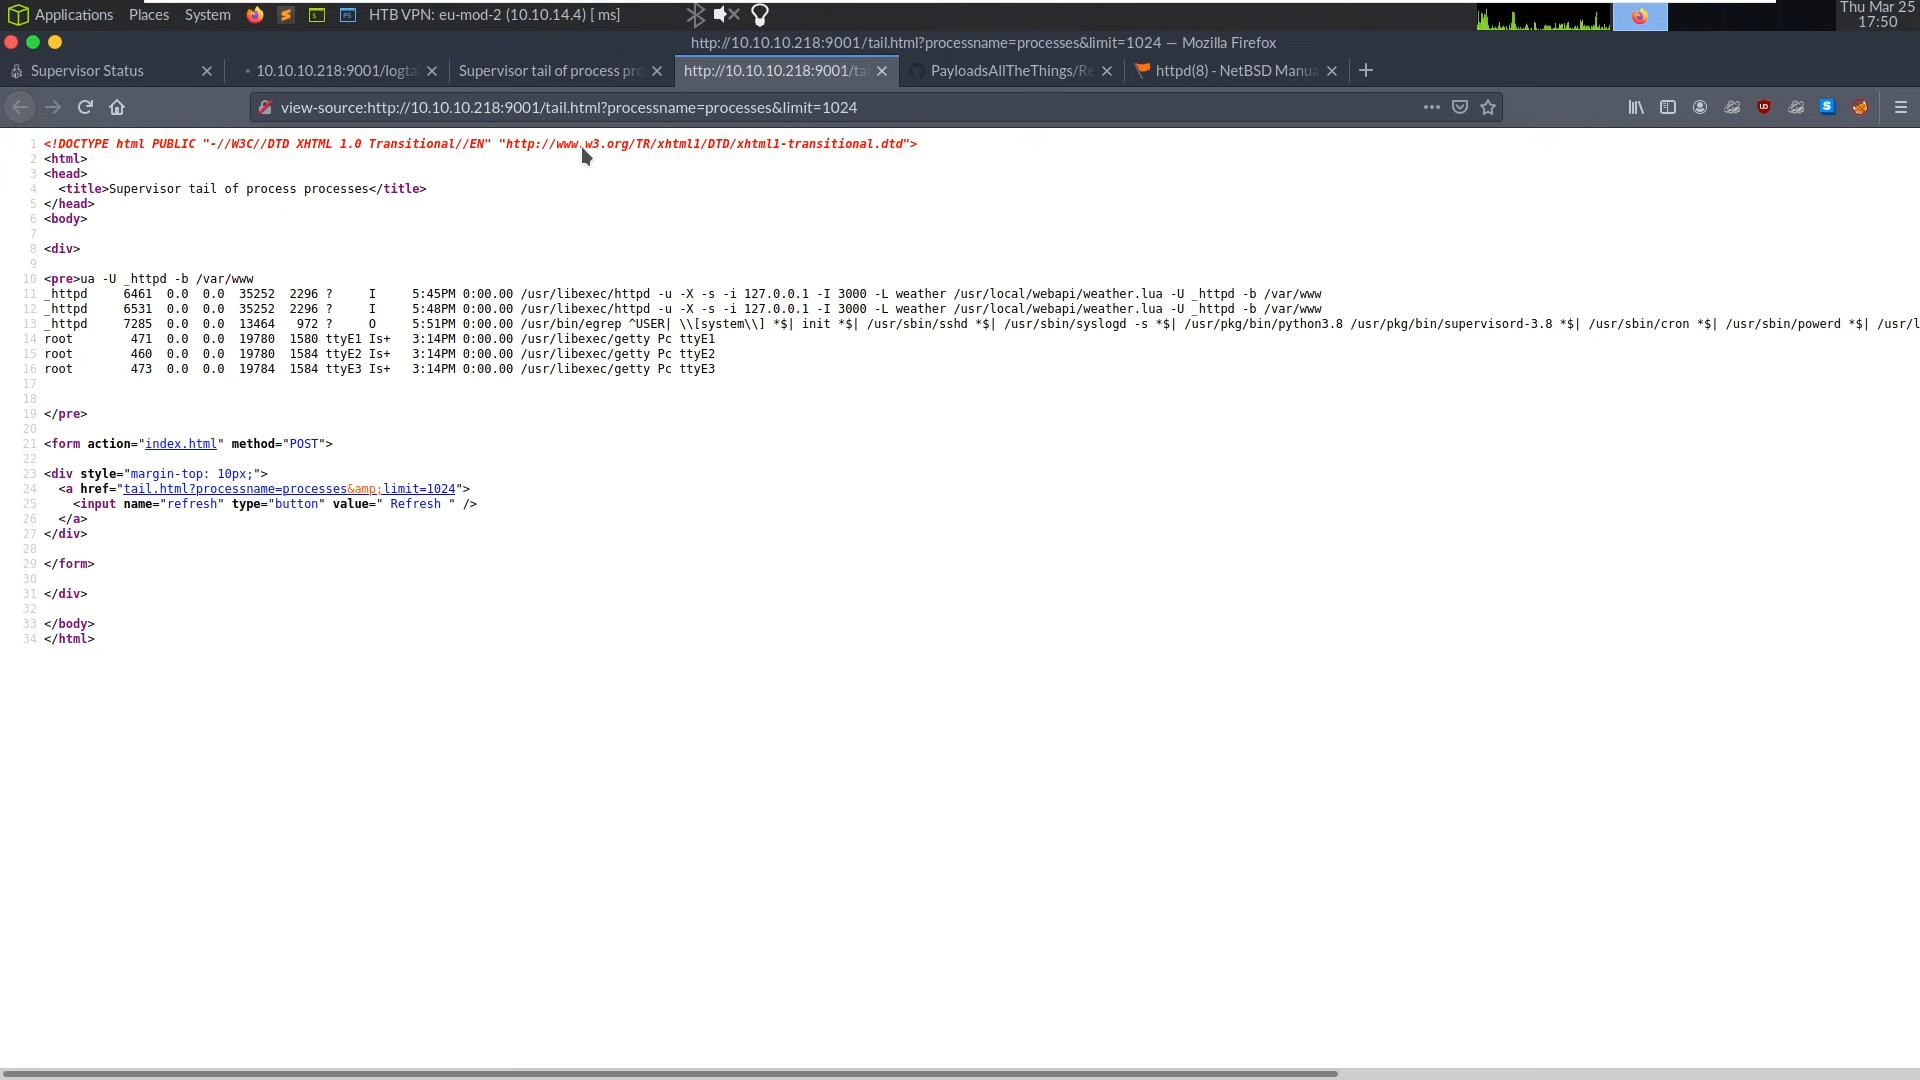 Applications Places System HTB VPN: eu-mod-2 (10.10.14.4) [ ms] Thu Mar 25
17:50
http://10.10.10.218:9001/tail.html?processname=processes&limit=1024 — Mozilla Firefox
Supervisor Status 10.10.10.218:9001/logta Supervisor tail of process pro http://10.10.10.218:9001/tai PayloadsAllTheThings/Re httpd(8) - NetBSD Manua
view-source:http://10.10.10.218:9001/tail.html?processname=processes&limit=1024
1 <!DOCTYPE html PUBLIC "-//W3C//DTD XHTML 1.0 Transitional//EN" "http://www.w3.org/TR/xhtml1/DTD/xhtml1-transitional.dtd">
2 <html>
3 <head>
4   <title>Supervisor tail of process processes</title>
5 </head>
6 <body>
7
8 <div>
9
10 <pre>ua -U _httpd -b /var/www
11 _httpd     6461  0.0  0.0  35252  2296 ?     I     5:45PM 0:00.00 /usr/libexec/httpd -u -X -s -i 127.0.0.1 -I 3000 -L weather /usr/local/webapi/weather.lua -U _httpd -b /var/www
12 _httpd     6531  0.0  0.0  35252  2296 ?     I     5:48PM 0:00.00 /usr/libexec/httpd -u -X -s -i 127.0.0.1 -I 3000 -L weather /usr/local/webapi/weather.lua -U _httpd -b /var/www
13 _httpd     7285  0.0  0.0  13464   972 ?     O     5:51PM 0:00.00 /usr/bin/egrep ^USER| \\[system\\] *$| init *$| /usr/sbin/sshd *$| /usr/sbin/syslogd -s *$| /usr/pkg/bin/python3.8 /usr/pkg/bin/supervisord-3.8 *$| /usr/sbin/cron *$| /usr/sbin/powerd *$| /usr/l
14 root        471  0.0  0.0  19780  1580 ttyE1 Is+   3:14PM 0:00.00 /usr/libexec/getty Pc ttyE1
15 root        460  0.0  0.0  19780  1584 ttyE2 Is+   3:14PM 0:00.00 /usr/libexec/getty Pc ttyE2
16 root        473  0.0  0.0  19784  1584 ttyE3 Is+   3:14PM 0:00.00 /usr/libexec/getty Pc ttyE3
17
18
19 </pre>
20
21 <form action="index.html" method="POST">
22
23 <div style="margin-top: 10px;">
24   <a href="tail.html?processname=processes&amp;limit=1024">
25     <input name="refresh" type="button" value=" Refresh " />
26   </a>
27 </div>
28
29 </form>
30
31 </div>
32
33 </body>
34 </html>